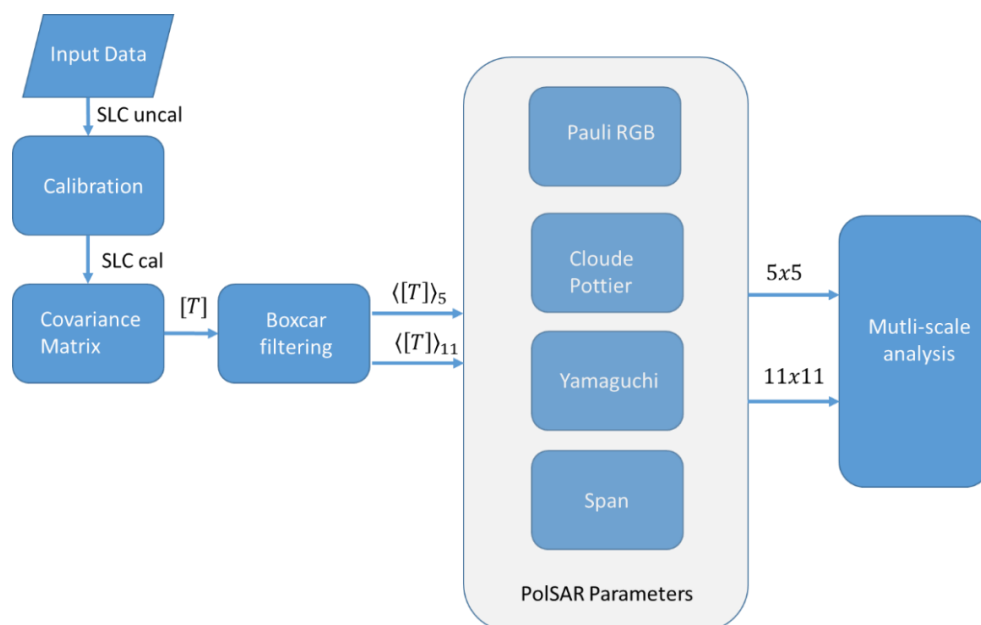 Input Data
SLC uncal
Calibration
SLC cal
Covariance
Matrix
[T]
Boxcar
filtering
⟨[T]⟩₅
⟨[T]⟩₁₁
Pauli RGB
Cloude
Pottier
Yamaguchi
Span
PolSAR Parameters
5x5
11x11
Mutli-scale
analysis